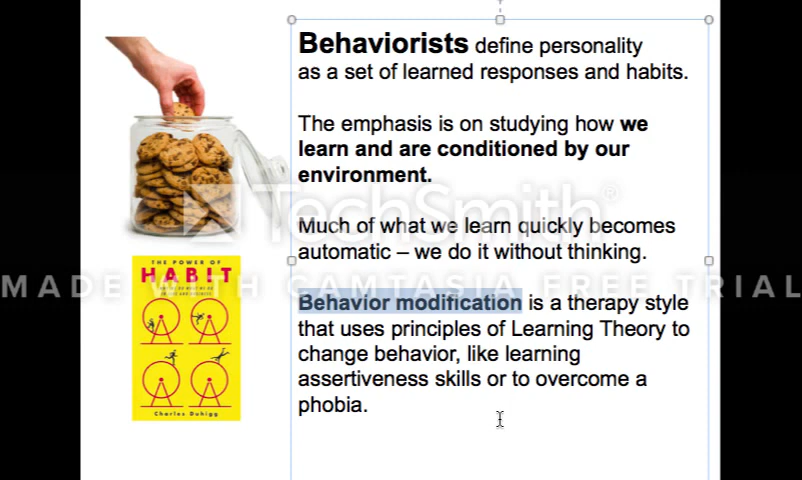 Behaviorists define personality
as a set of learned responses and habits.
The emphasis is on studying how we
learn and are conditioned by our
environment.
Much of what we learn quickly becomes
automatic – we do it without thinking.
Behavior modification is a therapy style
that uses principles of Learning Theory to
change behavior, like learning
assertiveness skills or to overcome a
phobia.
THE POWER OF
HABIT
Charles Duhigg
TechSmith®
MADE WITH CAMTASIA FREE TRIAL